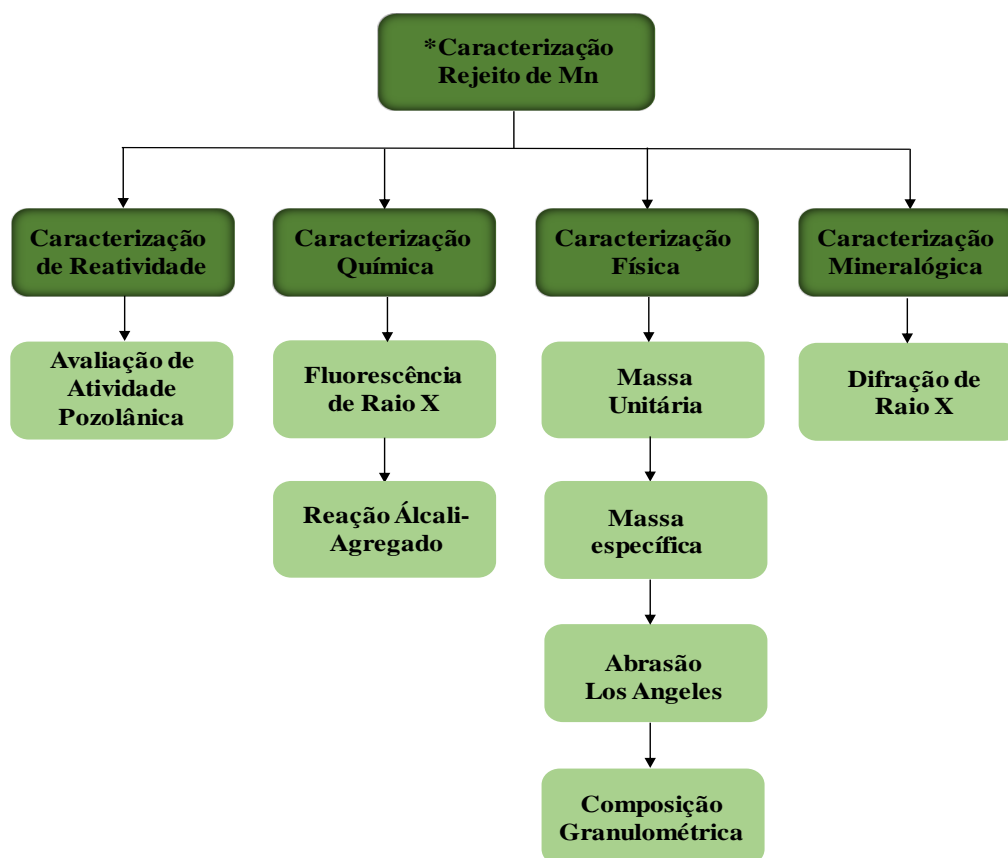 *Caracterização
Rejeito de Mn
Caracterização
de Reatividade
Caracterização
Química
Caracterização
Física
Caracterização
Mineralógica
Avaliação de
Atividade
Pozolânica
Fluorescência
de Raio X
Massa
Unitária
Difração de
Raio X
Reação Álcali-
Agregado
Massa
específica
Abrasão
Los Angeles
Composição
Granulométrica